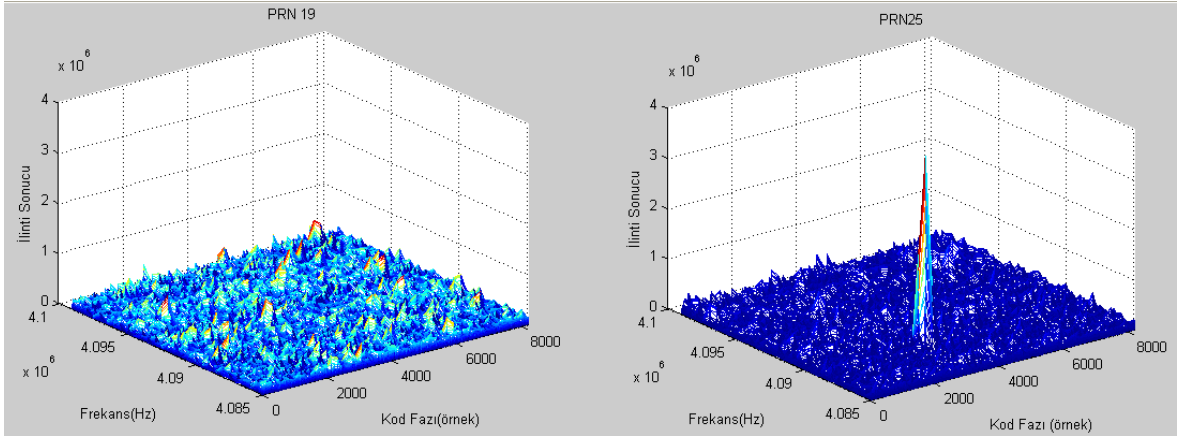 PRN 19
x 10 6
4
3
2
1
0
İlinti Sonucu
4.1
4.095
4.09
4.085
x 10 6
Frekans(Hz)
0
2000
4000
6000
8000
Kod Fazı(örnek)
PRN25
x 10 6
4
3
2
1
0
İlinti Sonucu
4.1
4.095
4.09
4.085
x 10 6
Frekans(Hz)
0
2000
4000
6000
8000
Kod Fazı (örnek)